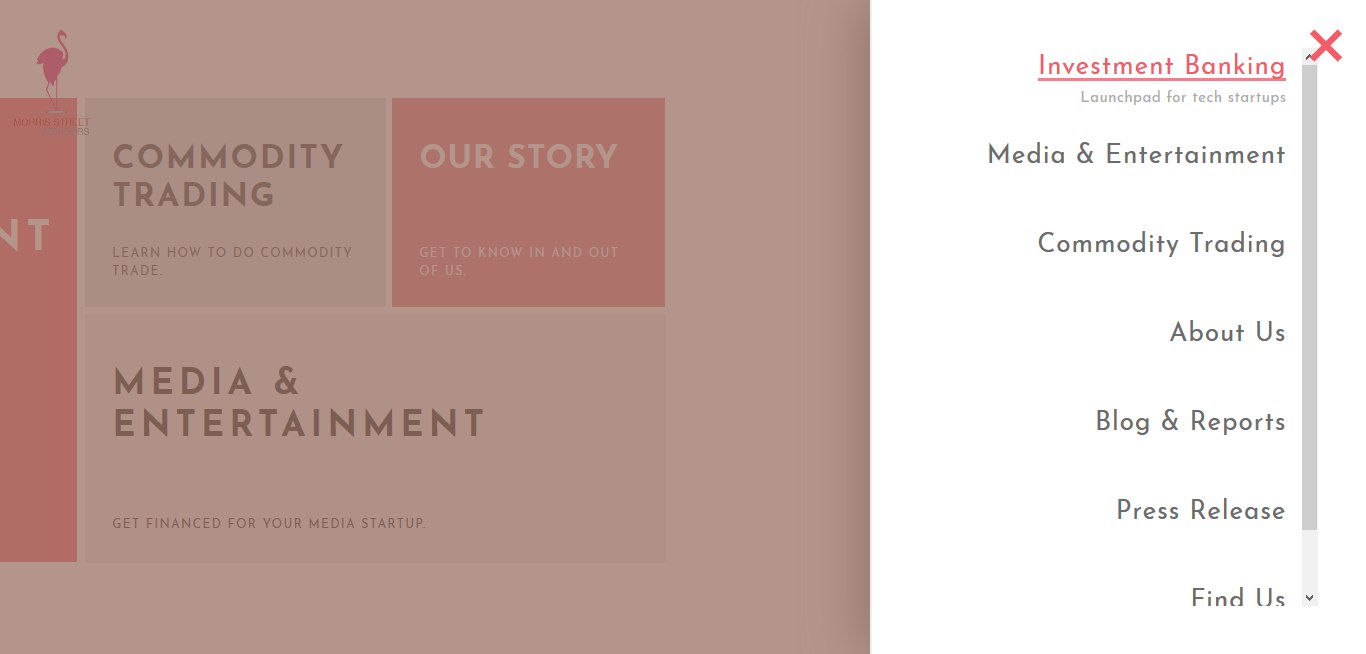 MORRIS STREET
NT
COMMODITY
TRADING
LEARN HOW TO DO COMMODITY
TRADE.
OUR STORY
GET TO KNOW IN AND OUT
OF US.
MEDIA &
ENTERTAINMENT
GET FINANCED FOR YOUR MEDIA STARTUP.
Investment Banking
Launchpad for tech startups
Media & Entertainment
Commodity Trading
About Us
Blog & Reports
Press Release
Find Us